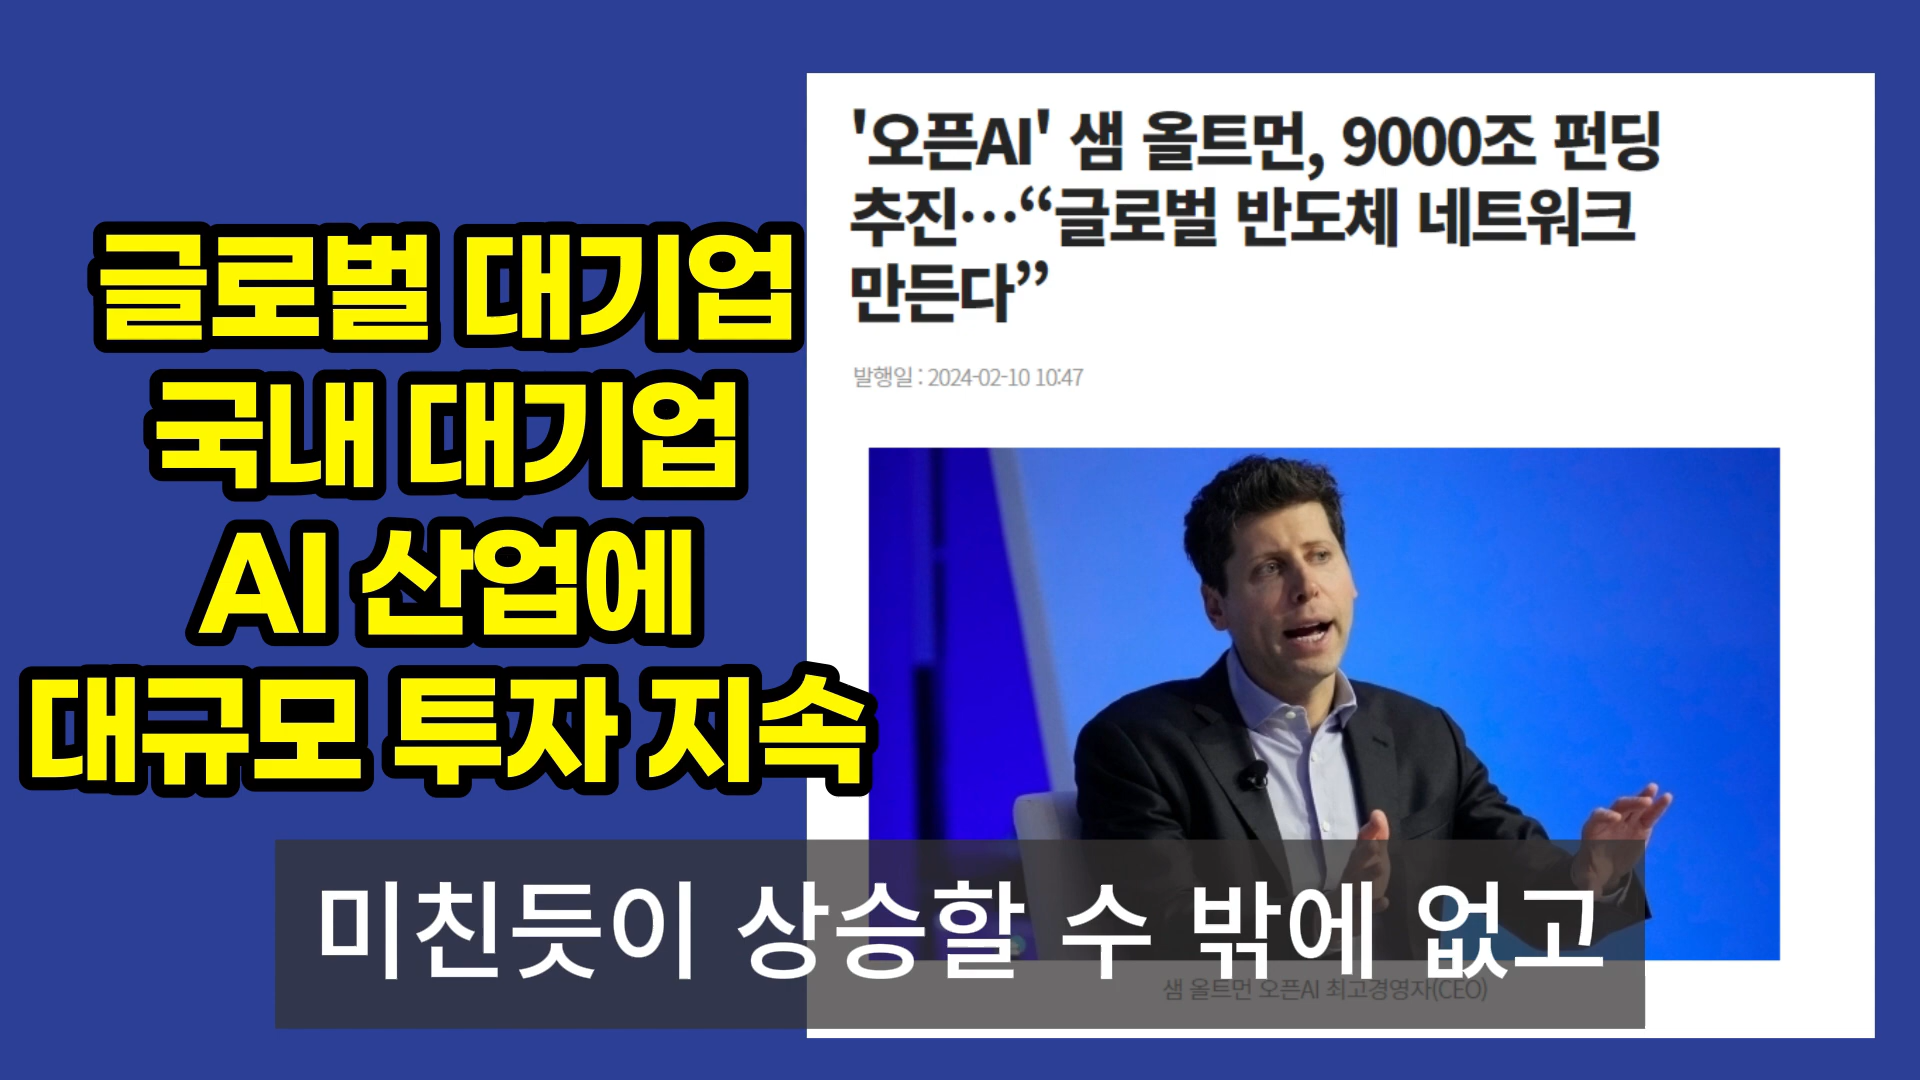 글로벌 대기업
국내 대기업
AI 산업에
대규모 투자 지속
'오픈AI' 샘 올트먼, 9000조 펀딩
추진…“글로벌 반도체 네트워크
만든다”
발행일 : 2024-02-10 10:47
샘 올트먼 오픈AI 최고경영자(CEO)
미친듯이 상승할 수 밖에 없고